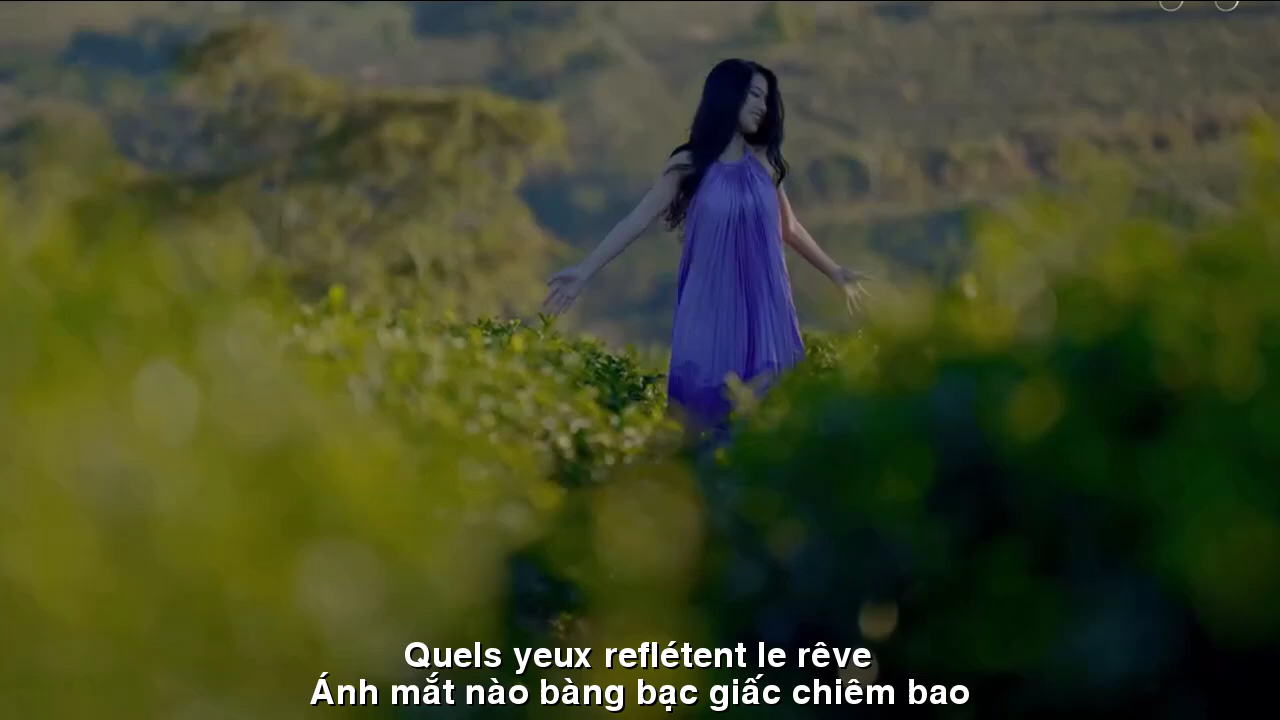 Quels yeux reflétent le rêve
Ánh mắt nào bàng bạc giấc chiêm bao